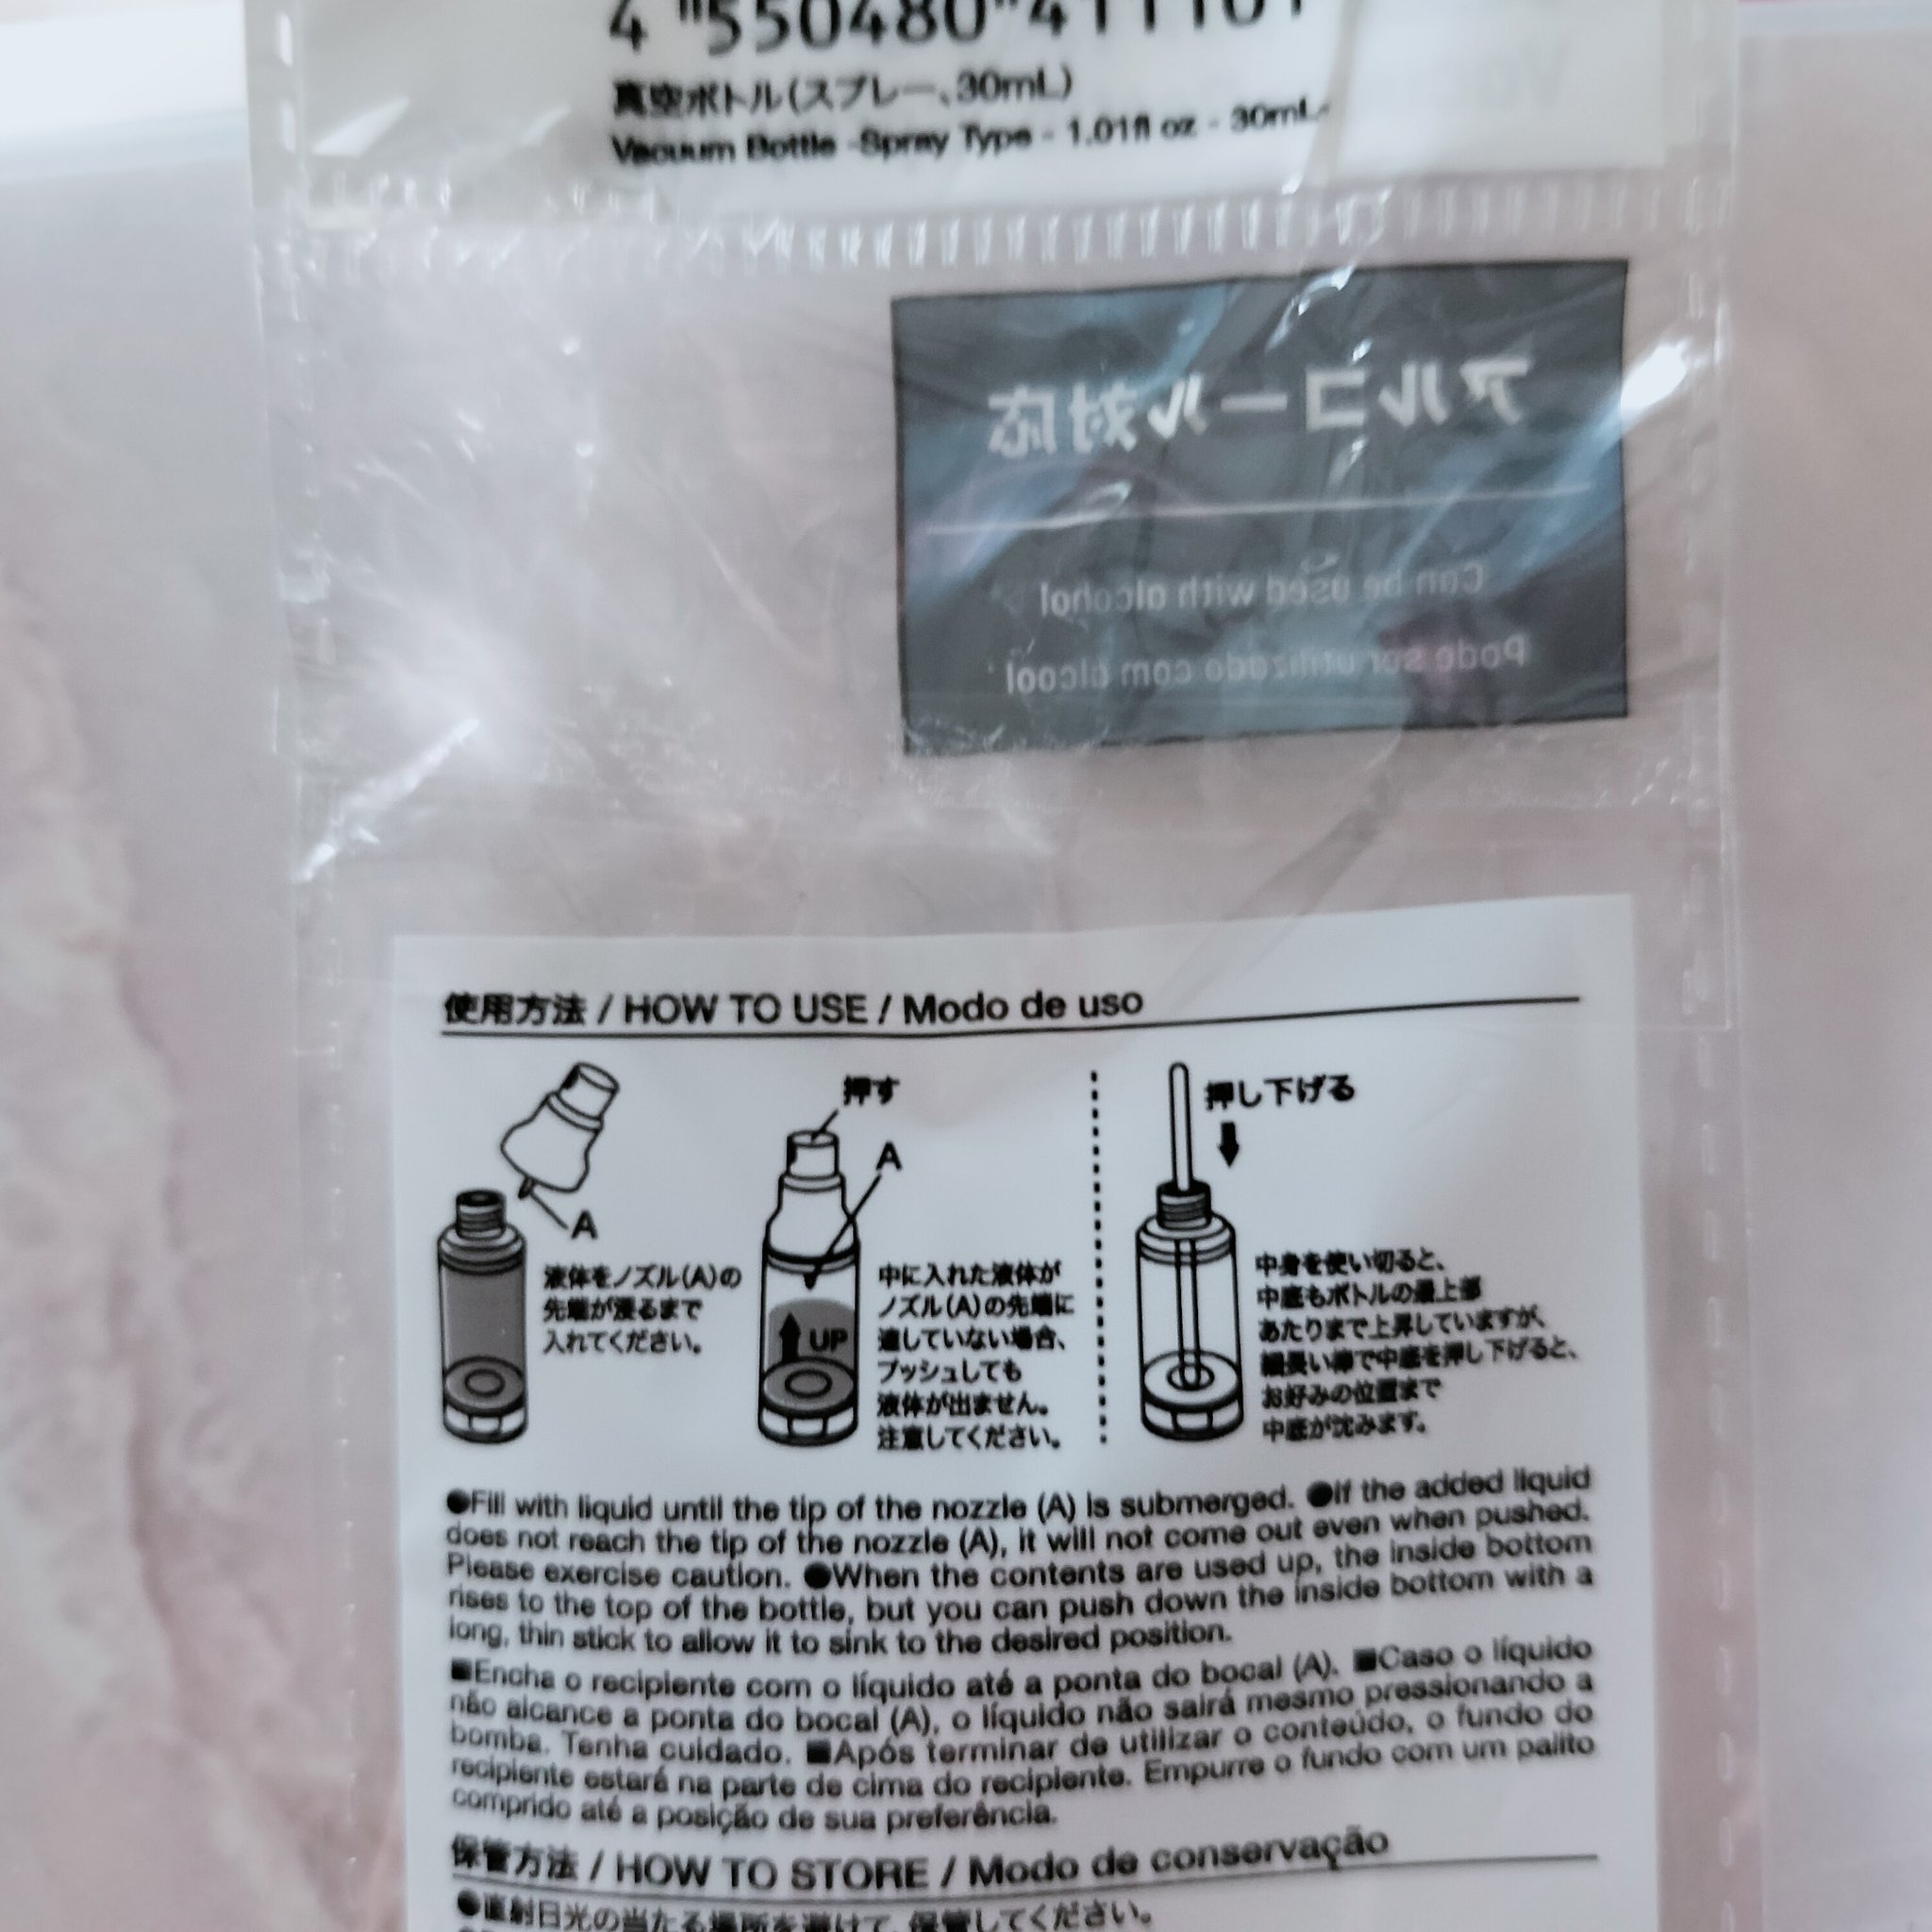 4 "550480"411101
真空ボトル(スプレー、30mL)
Vacuum Bottle -Spray Type - 1.01fl oz - 30mL-
アルコール対応
Can be used with alcohol
Pode ser utilizado com alcool
使用方法 / HOW TO USE / Modo de uso
A
液体をノズル(A)の
先端が浸るまで
入れてください。
押す
A
UP
中に入れた液体が
ノズル(A)の先端に
達していない場合、
プッシュしても
液体が出ません。
注意してください。
押し下げる
中身を使い切ると、
中底もボトルの最上部
あたりまで上昇していますが、
細長い棒で中底を押し下げると、
お好みの位置まで
中底が沈みます。
●Fill with liquid until the tip of the nozzle (A) is submerged. ●If the added liquid
does not reach the tip of the nozzle (A), it will not come out even when pushed.
Please exercise caution. ●When the contents are used up, the inside bottom
rises to the top of the bottle, but you can push down the inside bottom with a
long, thin stick to allow it to sink to the desired position.
■Encha o recipiente com o líquido até a ponta do bocal (A). ■Caso o líquido
não alcance a ponta do bocal (A), o líquido não sairá mesmo pressionando a
bomba. Tenha cuidado. ■Após terminar de utilizar o conteúdo, o fundo do
recipiente estará na parte de cima do recipiente. Empurre o fundo com um palito
comprido até a posição de sua preferência.
保管方法 / HOW TO STORE / Modo de conservação
●直射日光の当たる場所を避けて、保管してください。